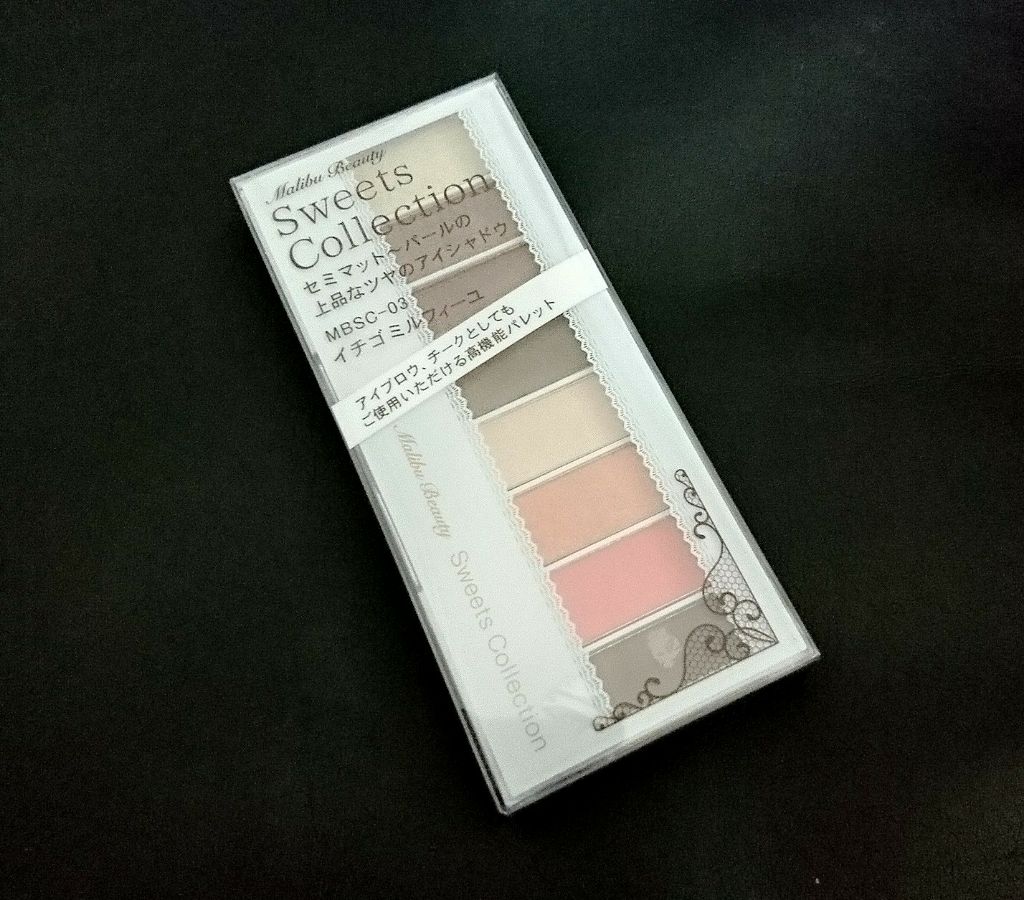 Malibu Beauty
Sweets
Collection
セミマット〜パールの
上品なツヤのアイシャドウ
MBSC-03
イチゴミルフィーユ
アイブロウ、チークとしても
ご使用いただける高機能パレット
Malibu Beauty
Sweets Collection